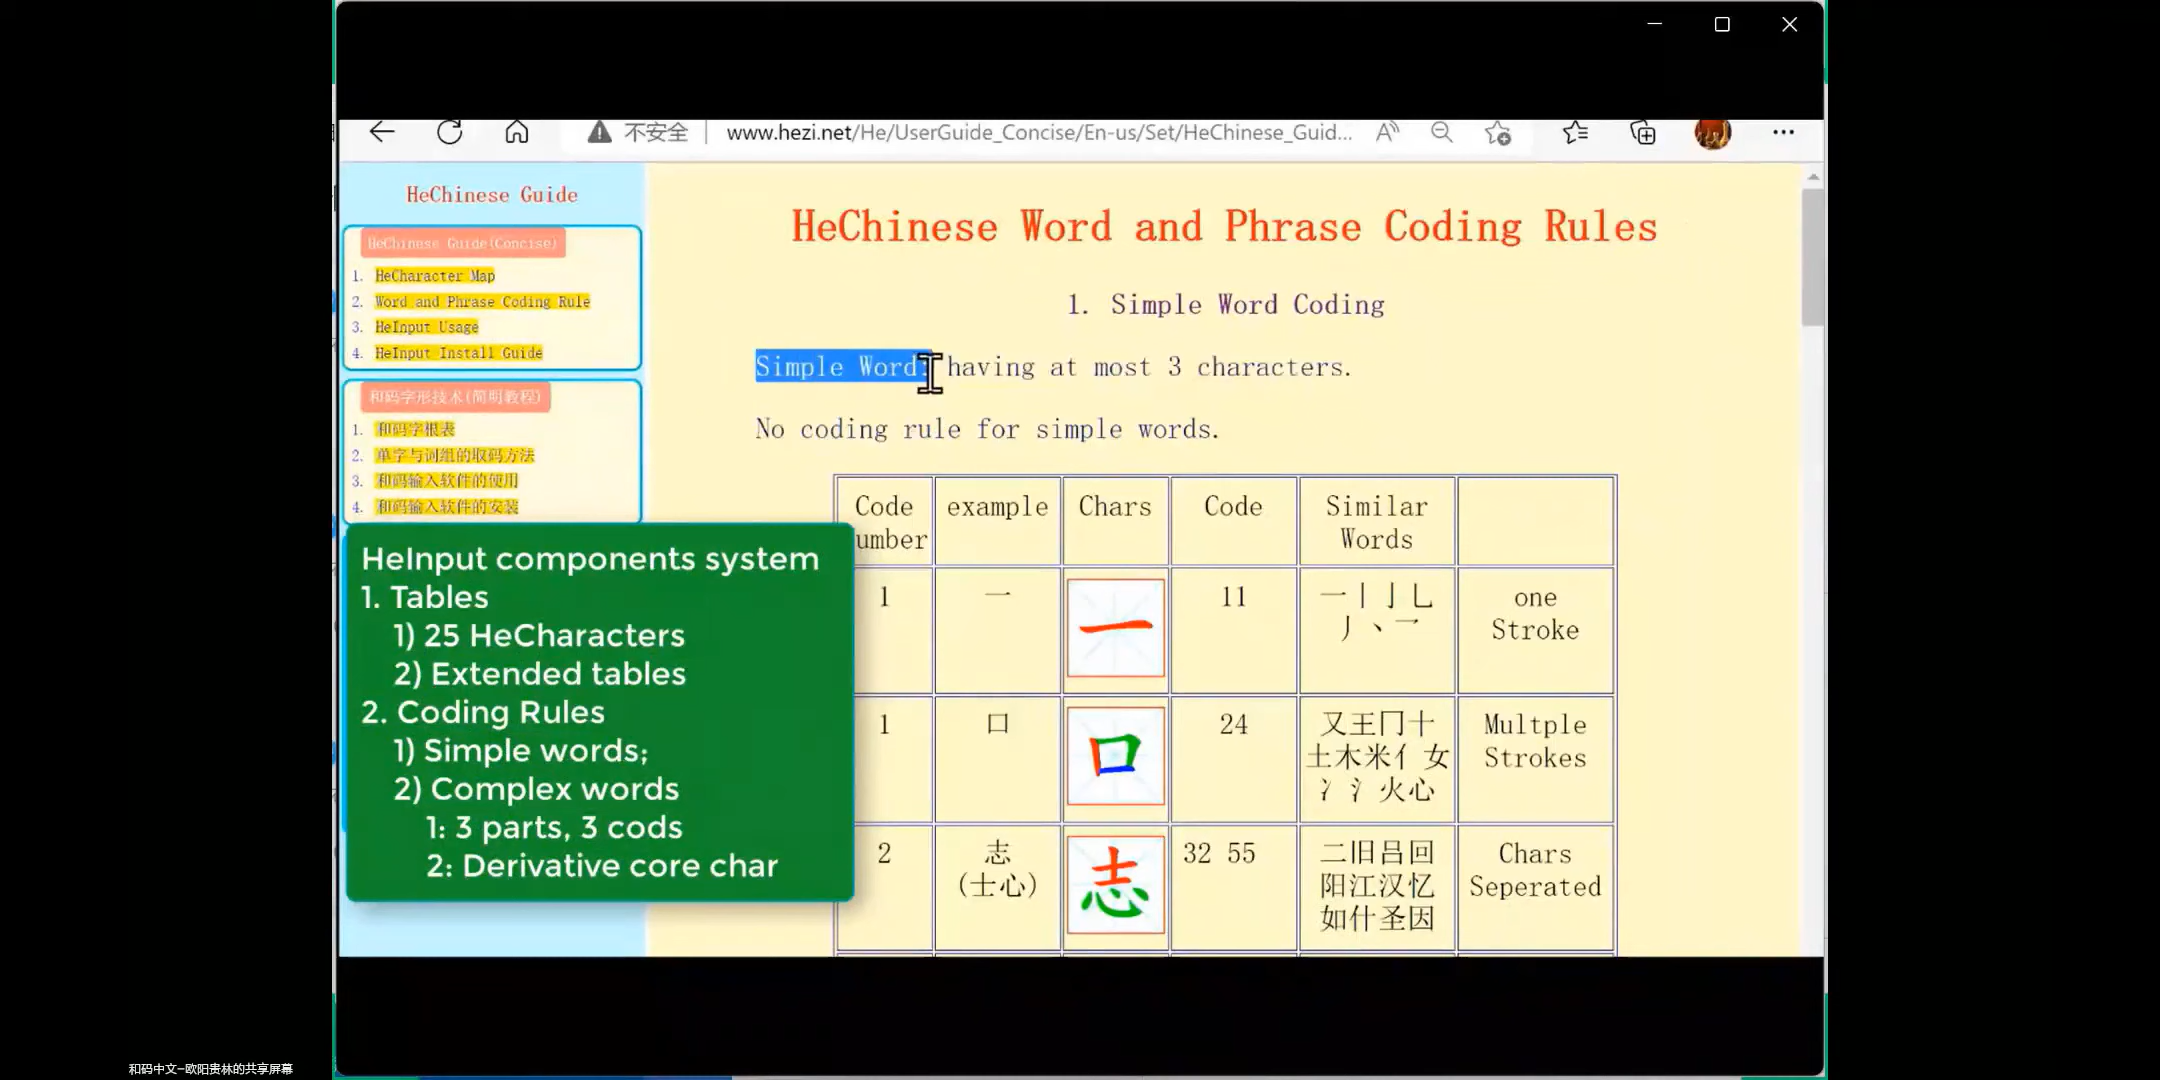 不安全
www.hezi.net/He/UserGuide_Concise/En-us/Set/HeChinese_Guid...
HeChinese Guide
HeChinese Guide(Concise)
1. HeCharacter Map
2. Word and Phrase Coding Rule
3. HeInput Usage
4. HeInput Install Guide
和码字形技术(简明教程)
1. 和码字根表
2. 单字与词组的取码方法
3. 和码输入软件的使用
4. 和码输入软件的安装
HeInput components system
1. Tables
1) 25 HeCharacters
2) Extended tables
2. Coding Rules
1) Simple words;
2) Complex words
1: 3 parts, 3 cods
2: Derivative core char
HeChinese Word and Phrase Coding Rules
1. Simple Word Coding
Simple Word: having at most 3 characters.
No coding rule for simple words.
Code example Chars Code Similar
umber Words
1 一 一 11 一丨亅乚 one
丿丶乛 Stroke
1 口 口 24 又王冂十 Multple
土木米亻女 Strokes
冫氵火心
2 志 志 32 55 二旧吕回 Chars
(士心) 阳江汉忆 Seperated
如什圣因
和码中文-欧阳贵林的共享屏幕